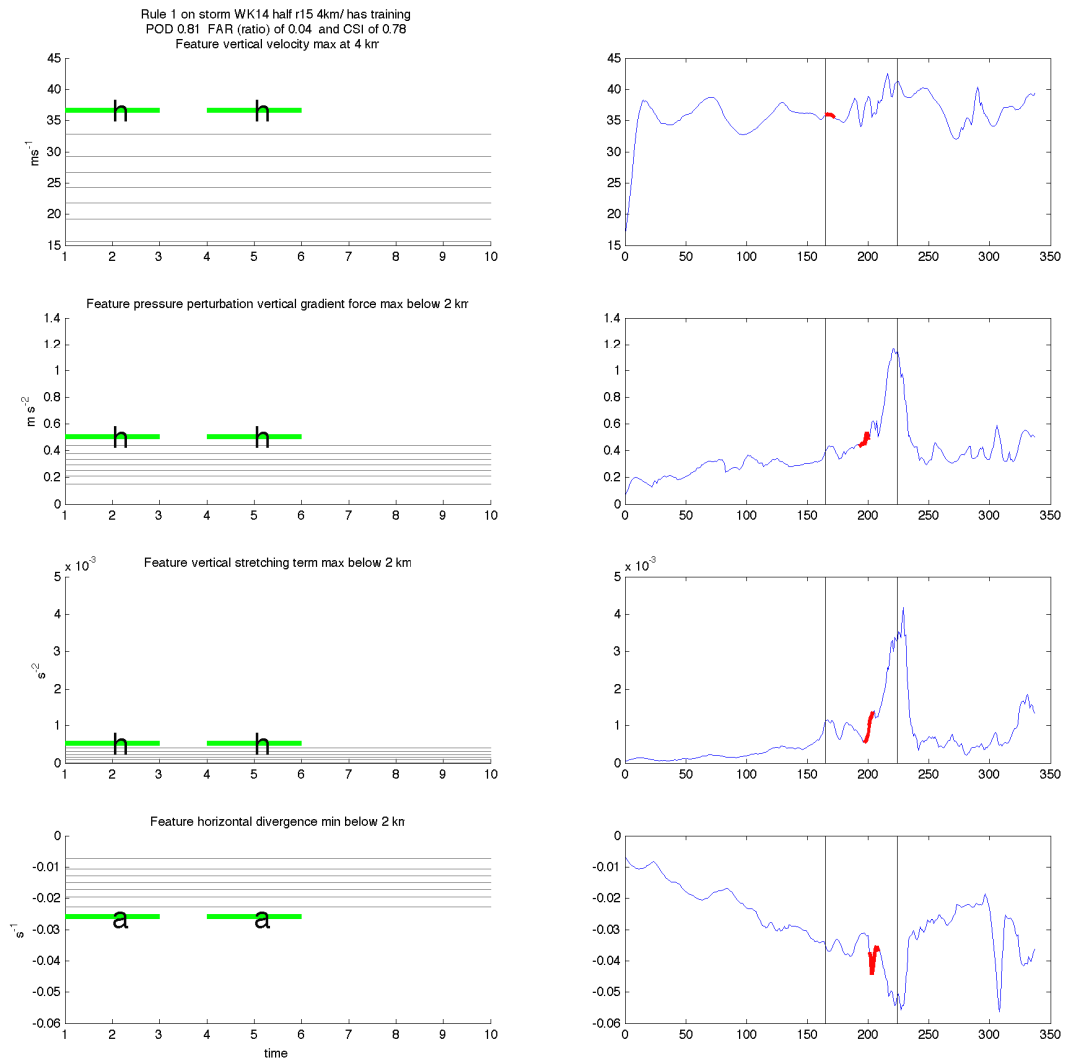 Rule 1 on storm WK14 half r15 4km/ has training
POD 0.81 FAR (ratio) of 0.04 and CSI of 0.78
Feature vertical velocity max at 4 km
45
40
35
30
25
20
15
ms⁻¹
h
h
1 2 3 4 5 6 7 8 9 10
45
40
35
30
25
20
15
0 50 100 150 200 250 300 350
Feature pressure perturbation vertical gradient force max below 2 km
1.4
1.2
1
0.8
0.6
0.4
0.2
0
m s⁻²
h
h
1 2 3 4 5 6 7 8 9 10
1.4
1.2
1
0.8
0.6
0.4
0.2
0
0 50 100 150 200 250 300 350
Feature vertical stretching term max below 2 km
x 10⁻³
5
4
3
2
1
0
s⁻²
h
h
1 2 3 4 5 6 7 8 9 10
x 10⁻³
5
4
3
2
1
0
0 50 100 150 200 250 300 350
Feature horizontal divergence min below 2 km
0
-0.01
-0.02
-0.03
-0.04
-0.05
-0.06
s⁻¹
a
a
1 2 3 4 5 6 7 8 9 10
time
0
-0.01
-0.02
-0.03
-0.04
-0.05
-0.06
0 50 100 150 200 250 300 350